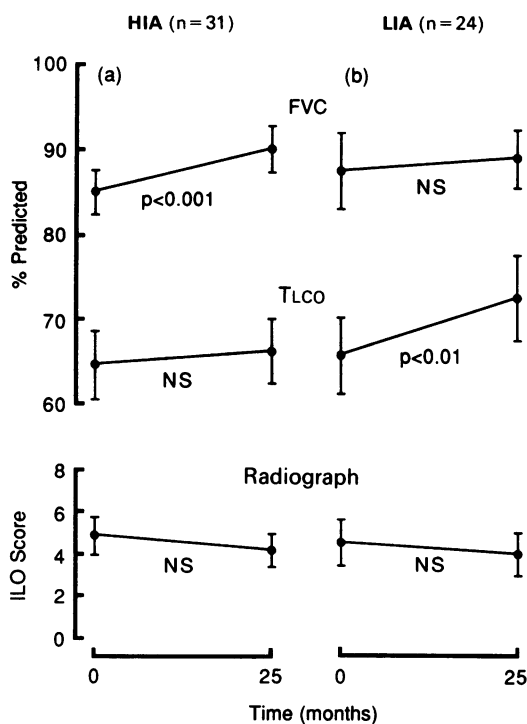 HIA (n=31) LIA (n=24)
100
(a) (b)
FVC
90
p<0.001 NS
80
% Predicted
TLCO
70
NS p<0.01
60
8
Radiograph
6
4
NS NS
ILO Score
2
0
0 25 0 25
Time (months)